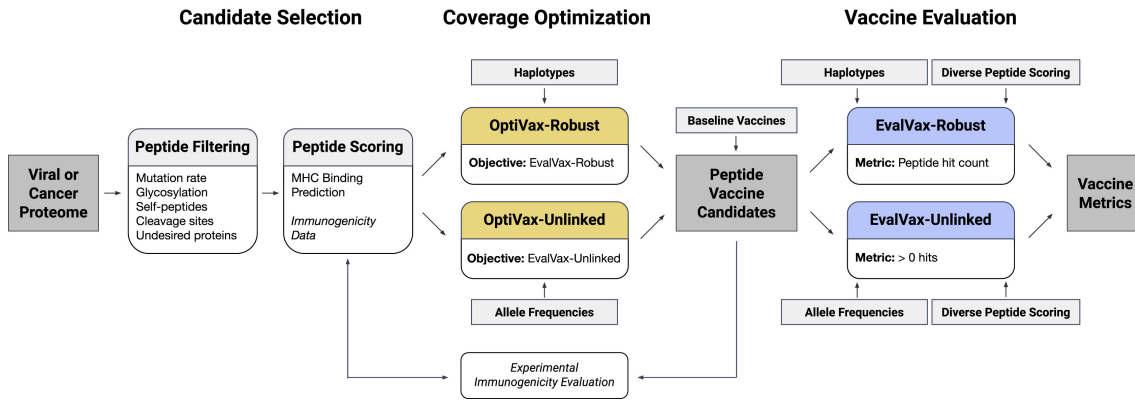 Candidate Selection
Coverage Optimization
Vaccine Evaluation
Viral or
Cancer
Proteome
Peptide Filtering
Mutation rate
Glycosylation
Self-peptides
Cleavage sites
Undesired proteins
Peptide Scoring
MHC Binding
Prediction
Immunogenicity
Data
Haplotypes
OptiVax-Robust
Objective: EvalVax-Robust
OptiVax-Unlinked
Objective: EvalVax-Unlinked
Allele Frequencies
Experimental
Immunogenicity Evaluation
Baseline Vaccines
Peptide
Vaccine
Candidates
Haplotypes
Diverse Peptide Scoring
EvalVax-Robust
Metric: Peptide hit count
EvalVax-Unlinked
Metric: > 0 hits
Allele Frequencies
Diverse Peptide Scoring
Vaccine
Metrics